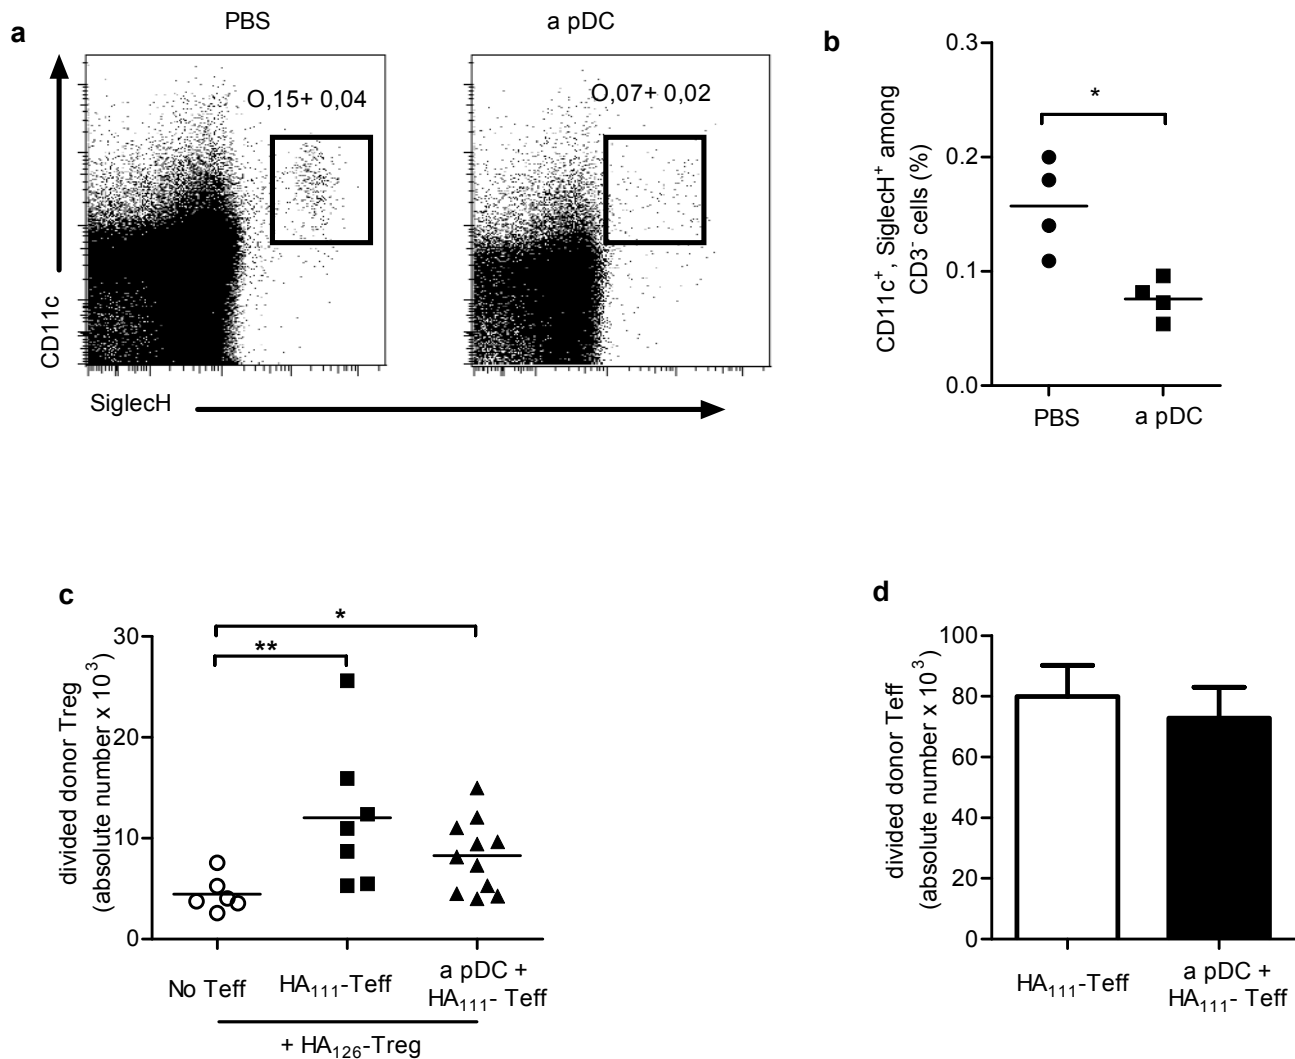 a
PBS
a pDC
O,15+ 0,04
O,07+ 0,02
CD11c
SiglecH
b
CD11c⁺, SiglecH⁺ among
CD3⁻ cells (%)
0.3
0.2
0.1
0.0
*
PBS
a pDC
c
divided donor Treg
(absolute number x 10³)
30
20
10
0
*
**
No Teff
HA₁₁₁-Teff
a pDC +
HA₁₁₁- Teff
+ HA₁₂₆-Treg
d
divided donor Teff
(absolute number x 10³)
100
80
60
40
20
0
HA₁₁₁-Teff
a pDC +
HA₁₁₁- Teff